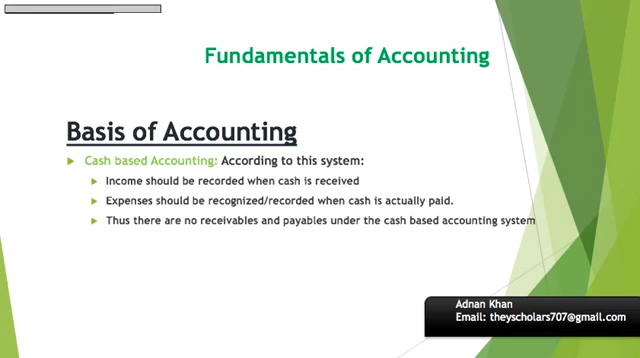 Fundamentals of Accounting
Basis of Accounting
Cash based Accounting: According to this system:
Income should be recorded when cash is received
Expenses should be recognized/recorded when cash is actually paid.
Thus there are no receivables and payables under the cash based accounting system
Adnan Khan
Email: theyscholars707@gmail.com